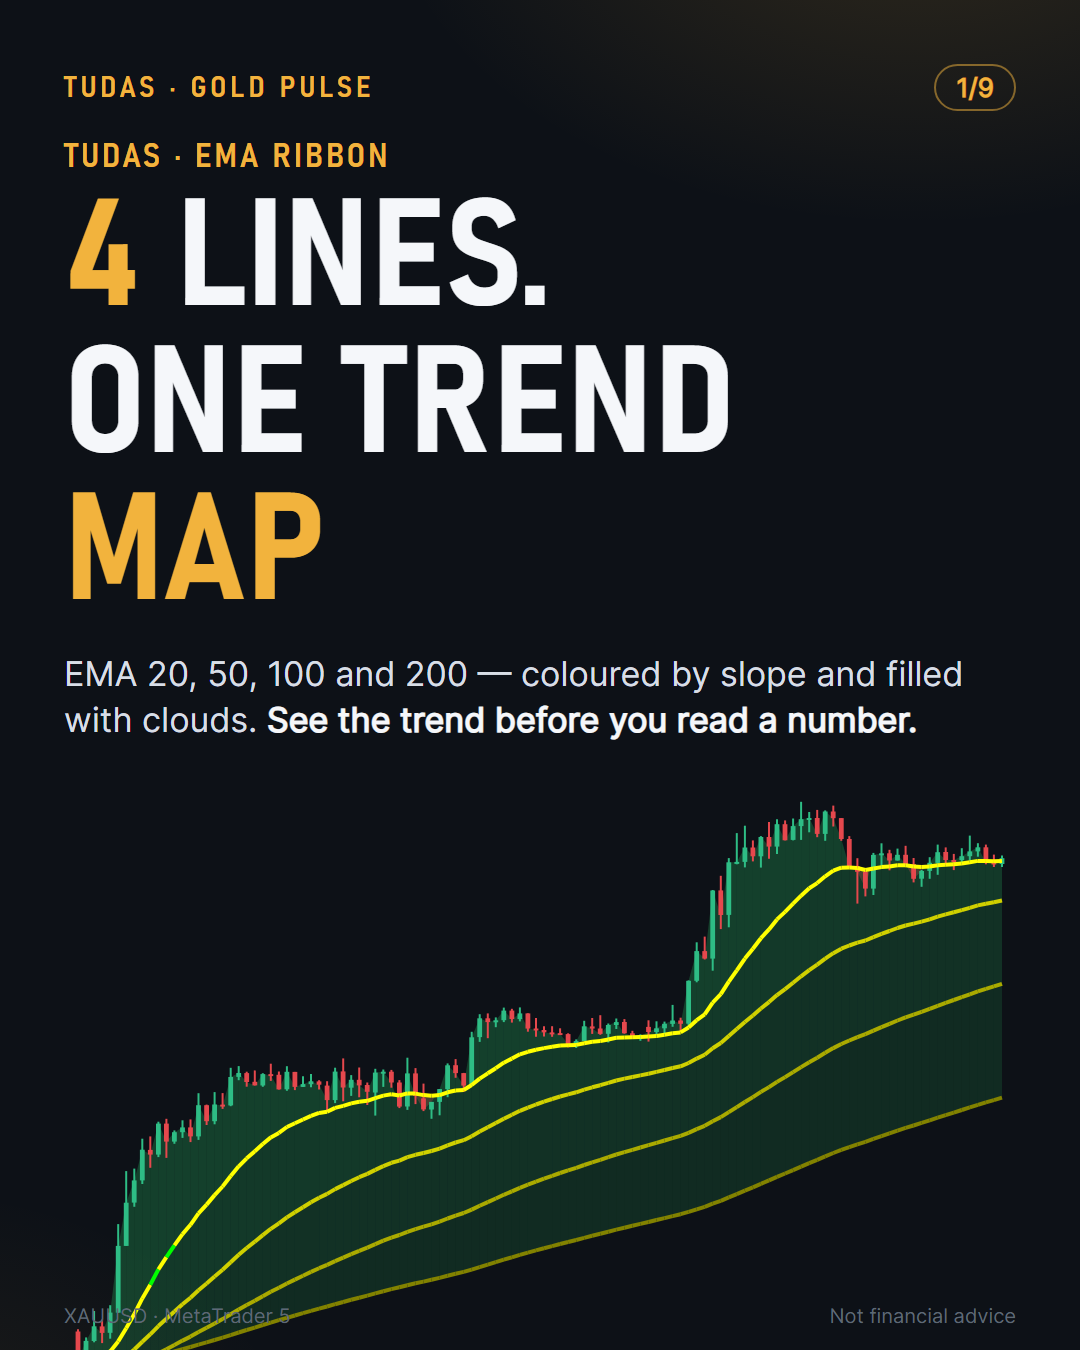 TUDAS · GOLD PULSE
1/9
TUDAS · EMA RIBBON
4 LINES.
ONE TREND
MAP
EMA 20, 50, 100 and 200 — coloured by slope and filled
with clouds. See the trend before you read a number.
XAUUSD · MetaTrader 5
Not financial advice